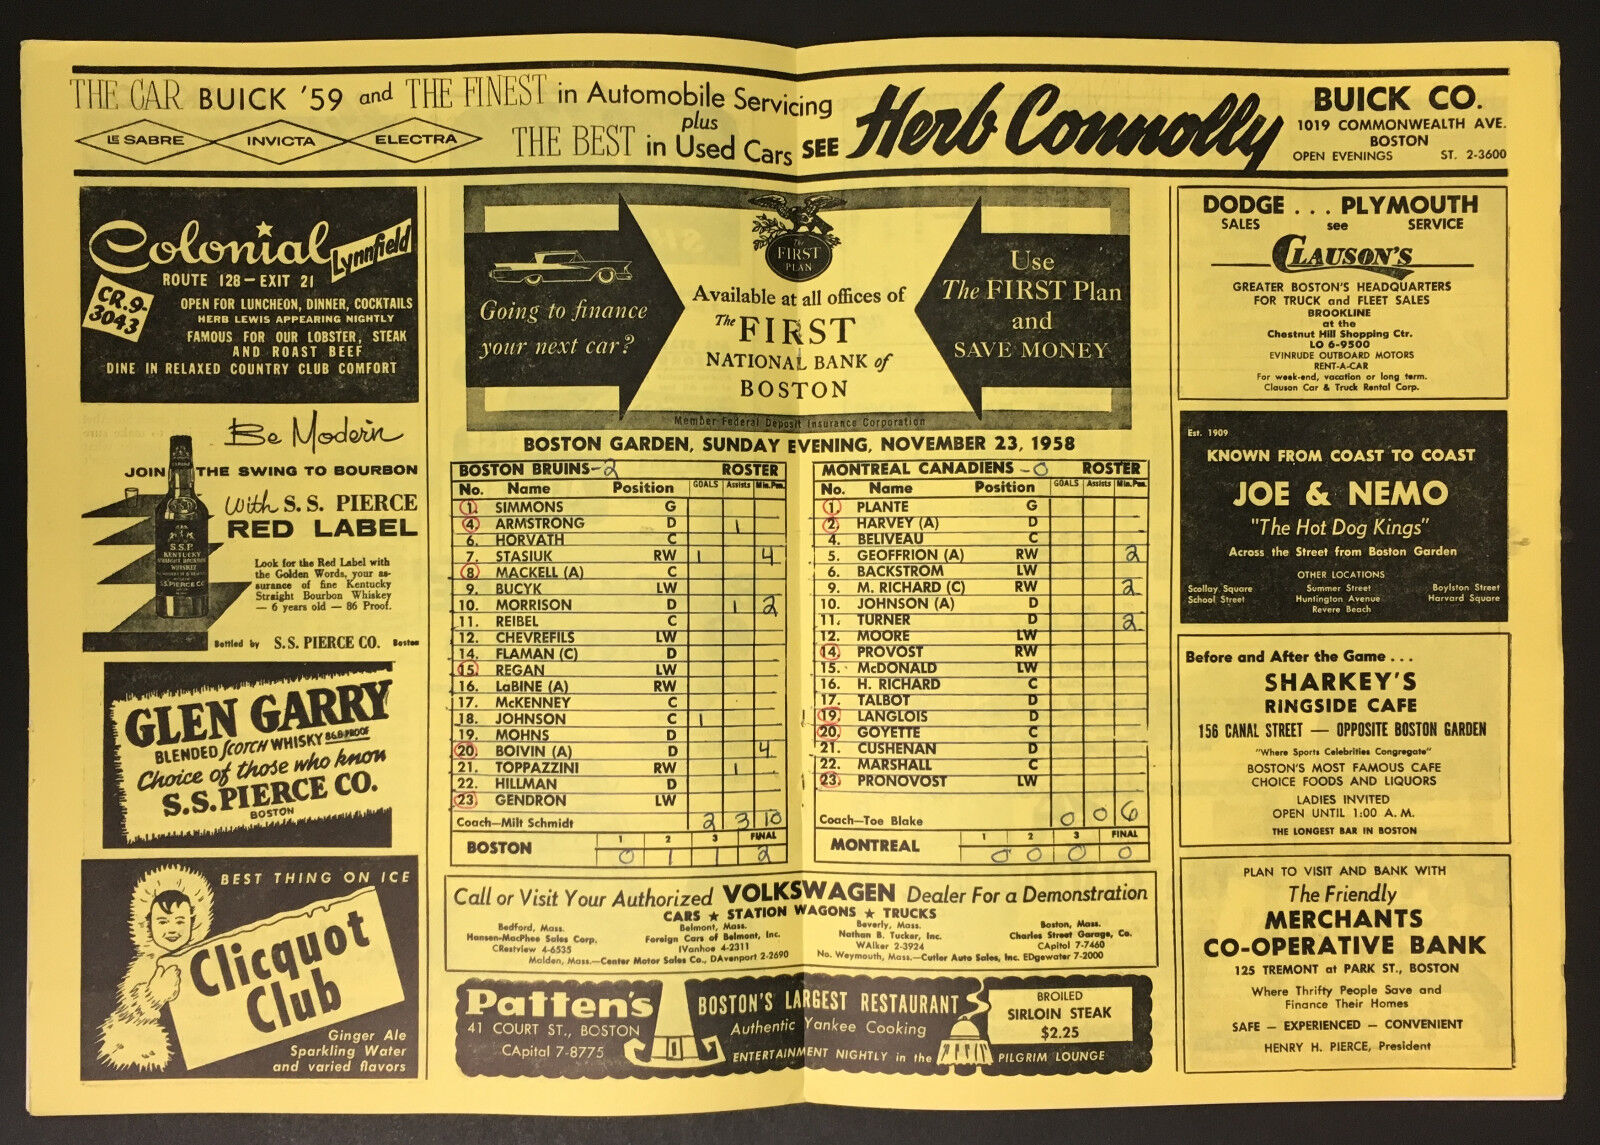 THE CAR BUICK '59 and THE FINEST in Automobile Servicing
plus
LE SABRE INVICTA ELECTRA THE BEST in Used Cars SEE Herb Connolly
BUICK CO.
1019 COMMONWEALTH AVE.
BOSTON
OPEN EVENINGS ST. 2-3600
Colonial Lynnfield
ROUTE 128 — EXIT 21
CR.9-3043
OPEN FOR LUNCHEON, DINNER, COCKTAILS
HERB LEWIS APPEARING NIGHTLY
FAMOUS FOR OUR LOBSTER, STEAK
AND ROAST BEEF
DINE IN RELAXED COUNTRY CLUB COMFORT
Be Modern
JOIN THE SWING TO BOURBON
With S.S. PIERCE
RED LABEL
S.S.P.
KENTUCKY
STRAIGHT BOURBON
WHISKEY
S.S.PIERCE CO
Look for the Red Label with
the Golden Words, your as-
surance of fine Kentucky
Straight Bourbon Whiskey
— 6 years old — 86 Proof.
Bottled by S.S. PIERCE CO. Boston
GLEN GARRY
BLENDED SCOTCH WHISKY 86.8 PROOF
Choice of those who know
S.S. PIERCE CO.
BOSTON
BEST THING ON ICE
Clicquot
Club
Ginger Ale
Sparkling Water
and varied flavors
Going to finance
your next car?
The
FIRST
PLAN
Available at all offices of
The FIRST
NATIONAL BANK of
BOSTON
Use
The FIRST Plan
and
SAVE MONEY
Member Federal Deposit Insurance Corporation
BOSTON GARDEN, SUNDAY EVENING, NOVEMBER 23, 1958
BOSTON BRUINS-2 ROSTER
No. Name Position GOALS Assists Min.Pen.
1. SIMMONS G
4. ARMSTRONG D 1
6. HORVATH C
7. STASIUK RW 1 4
8. MACKELL (A) C
9. BUCYK LW
10. MORRISON D 1 2
11. REIBEL C
12. CHEVREFILS LW
14. FLAMAN (C) D
15. REGAN LW
16. LaBINE (A) RW
17. McKENNEY C
18. JOHNSON C 1
19. MOHNS D
20. BOIVIN (A) D 4
21. TOPPAZZINI RW 1
22. HILLMAN D
23. GENDRON LW
Coach—Milt Schmidt 2 3 10
1 2 3 FINAL
BOSTON 0 1 1 2
MONTREAL CANADIENS-0 ROSTER
No. Name Position GOALS Assists Min.Pen.
1. PLANTE G
2. HARVEY (A) D
4. BELIVEAU C
5. GEOFFRION (A) RW 2
6. BACKSTROM LW
9. M. RICHARD (C) RW 2
10. JOHNSON (A) D
11. TURNER D 2
12. MOORE LW
14. PROVOST RW
15. McDONALD LW
16. H. RICHARD C
17. TALBOT D
19. LANGLOIS D
20. GOYETTE C
21. CUSHENAN D
22. MARSHALL C
23. PRONOVOST LW
Coach—Toe Blake 0 0 6
1 2 3 FINAL
MONTREAL 0 0 0 0
Call or Visit Your Authorized VOLKSWAGEN Dealer For a Demonstration
CARS ★ STATION WAGONS ★ TRUCKS
Bedford, Mass.
Hansen-MacPhee Sales Corp.
CRestview 4-6535
Belmont, Mass.
Foreign Cars of Belmont, Inc.
IVanhoe 4-2311
Beverly, Mass.
Nathan B. Tucker, Inc.
WAlker 2-3924
Boston, Mass.
Charles Street Garage, Co.
CApitol 7-7460
Malden, Mass.—Center Motor Sales Co., DAvenport 2-2690
No. Weymouth, Mass.—Cutler Auto Sales, Inc. EDgewater 7-2000
Patten's
41 COURT ST., BOSTON
CApital 7-8775
BOSTON'S LARGEST RESTAURANT
Authentic Yankee Cooking
ENTERTAINMENT NIGHTLY in the PILGRIM LOUNGE
BROILED
SIRLOIN STEAK
$2.25
DODGE . . . PLYMOUTH
SALES see SERVICE
CLAUSON'S
GREATER BOSTON'S HEADQUARTERS
FOR TRUCK and FLEET SALES
BROOKLINE
at the
Chestnut Hill Shopping Ctr.
LO 6-9500
EVINRUDE OUTBOARD MOTORS
RENT-A-CAR
For week-end, vacation or long term.
Clauson Car & Truck Rental Corp.
Est. 1909
KNOWN FROM COAST TO COAST
JOE & NEMO
"The Hot Dog Kings"
Across the Street from Boston Garden
OTHER LOCATIONS
Scollay Square Summer Street Boylston Street
School Street Huntington Avenue Harvard Square
Revere Beach
Before and After the Game . . .
SHARKEY'S
RINGSIDE CAFE
156 CANAL STREET — OPPOSITE BOSTON GARDEN
"Where Sports Celebrities Congregate"
BOSTON'S MOST FAMOUS CAFE
CHOICE FOODS AND LIQUORS
LADIES INVITED
OPEN UNTIL 1:00 A. M.
THE LONGEST BAR IN BOSTON
PLAN TO VISIT AND BANK WITH
The Friendly
MERCHANTS
CO-OPERATIVE BANK
125 TREMONT at PARK ST., BOSTON
Where Thrifty People Save and
Finance Their Homes
SAFE — EXPERIENCED — CONVENIENT
HENRY H. PIERCE, President